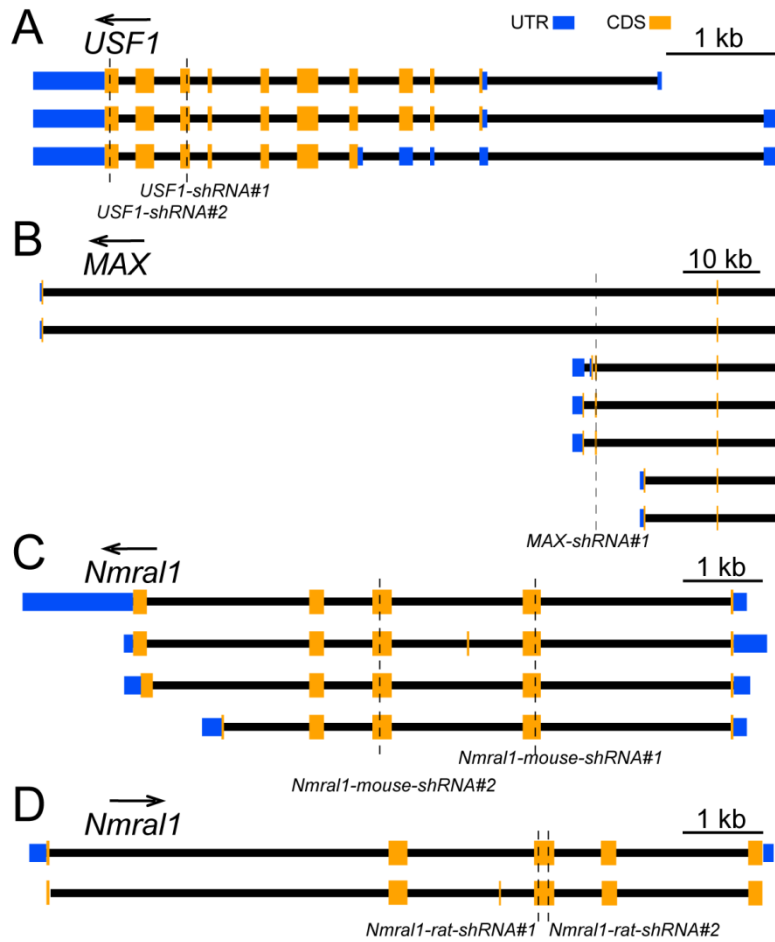 A
USF1
UTR CDS
1 kb
USF1-shRNA#1
USF1-shRNA#2
B
MAX
10 kb
MAX-shRNA#1
C
Nmral1
1 kb
Nmral1-mouse-shRNA#1
Nmral1-mouse-shRNA#2
D
Nmral1
1 kb
Nmral1-rat-shRNA#1 Nmral1-rat-shRNA#2